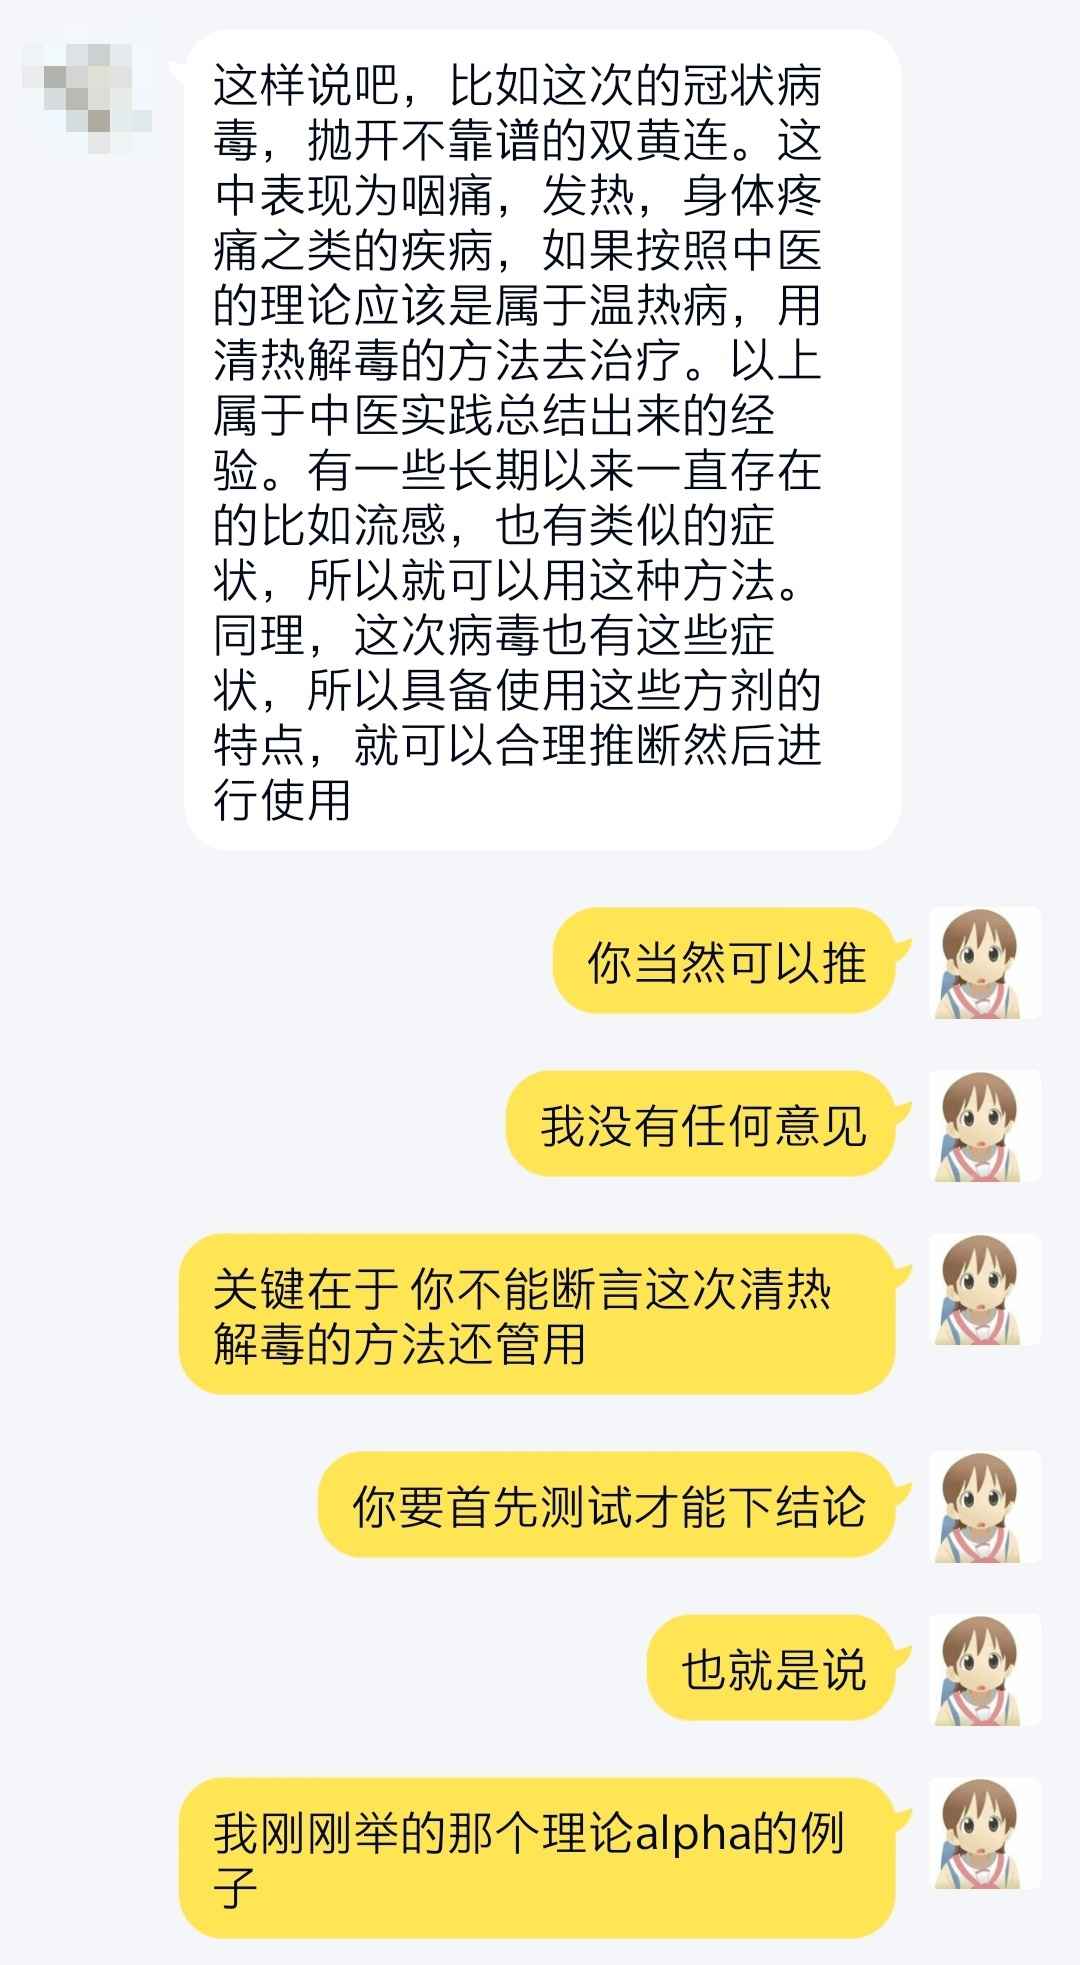 这样说吧，比如这次的冠状病
毒，抛开不靠谱的双黄连。这
中表现为咽痛，发热，身体疼
痛之类的疾病，如果按照中医
的理论应该是属于温热病，用
清热解毒的方法去治疗。以上
属于中医实践总结出来的经
验。有一些长期以来一直存在
的比如流感，也有类似的症
状，所以就可以用这种方法。
同理，这次病毒也有这些症
状，所以具备使用这些方剂的
特点，就可以合理推断然后进
行使用
你当然可以推
我没有任何意见
关键在于 你不能断言这次清热
解毒的方法还管用
你要首先测试才能下结论
也就是说
我刚刚举的那个理论alpha的例
子